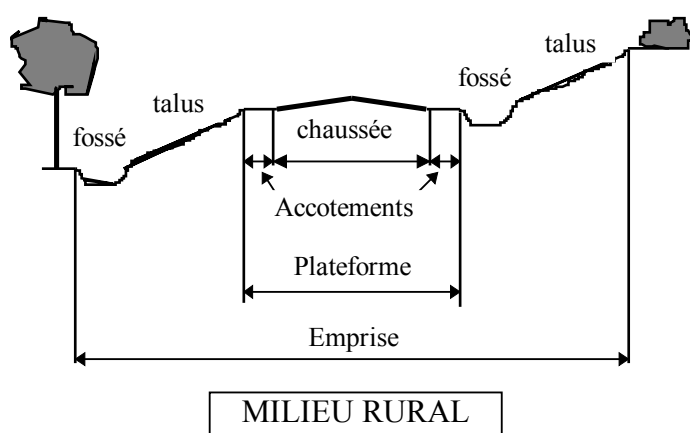 talus
fossé
talus
fossé
chaussée
Accotements
Plateforme
Emprise
MILIEU RURAL